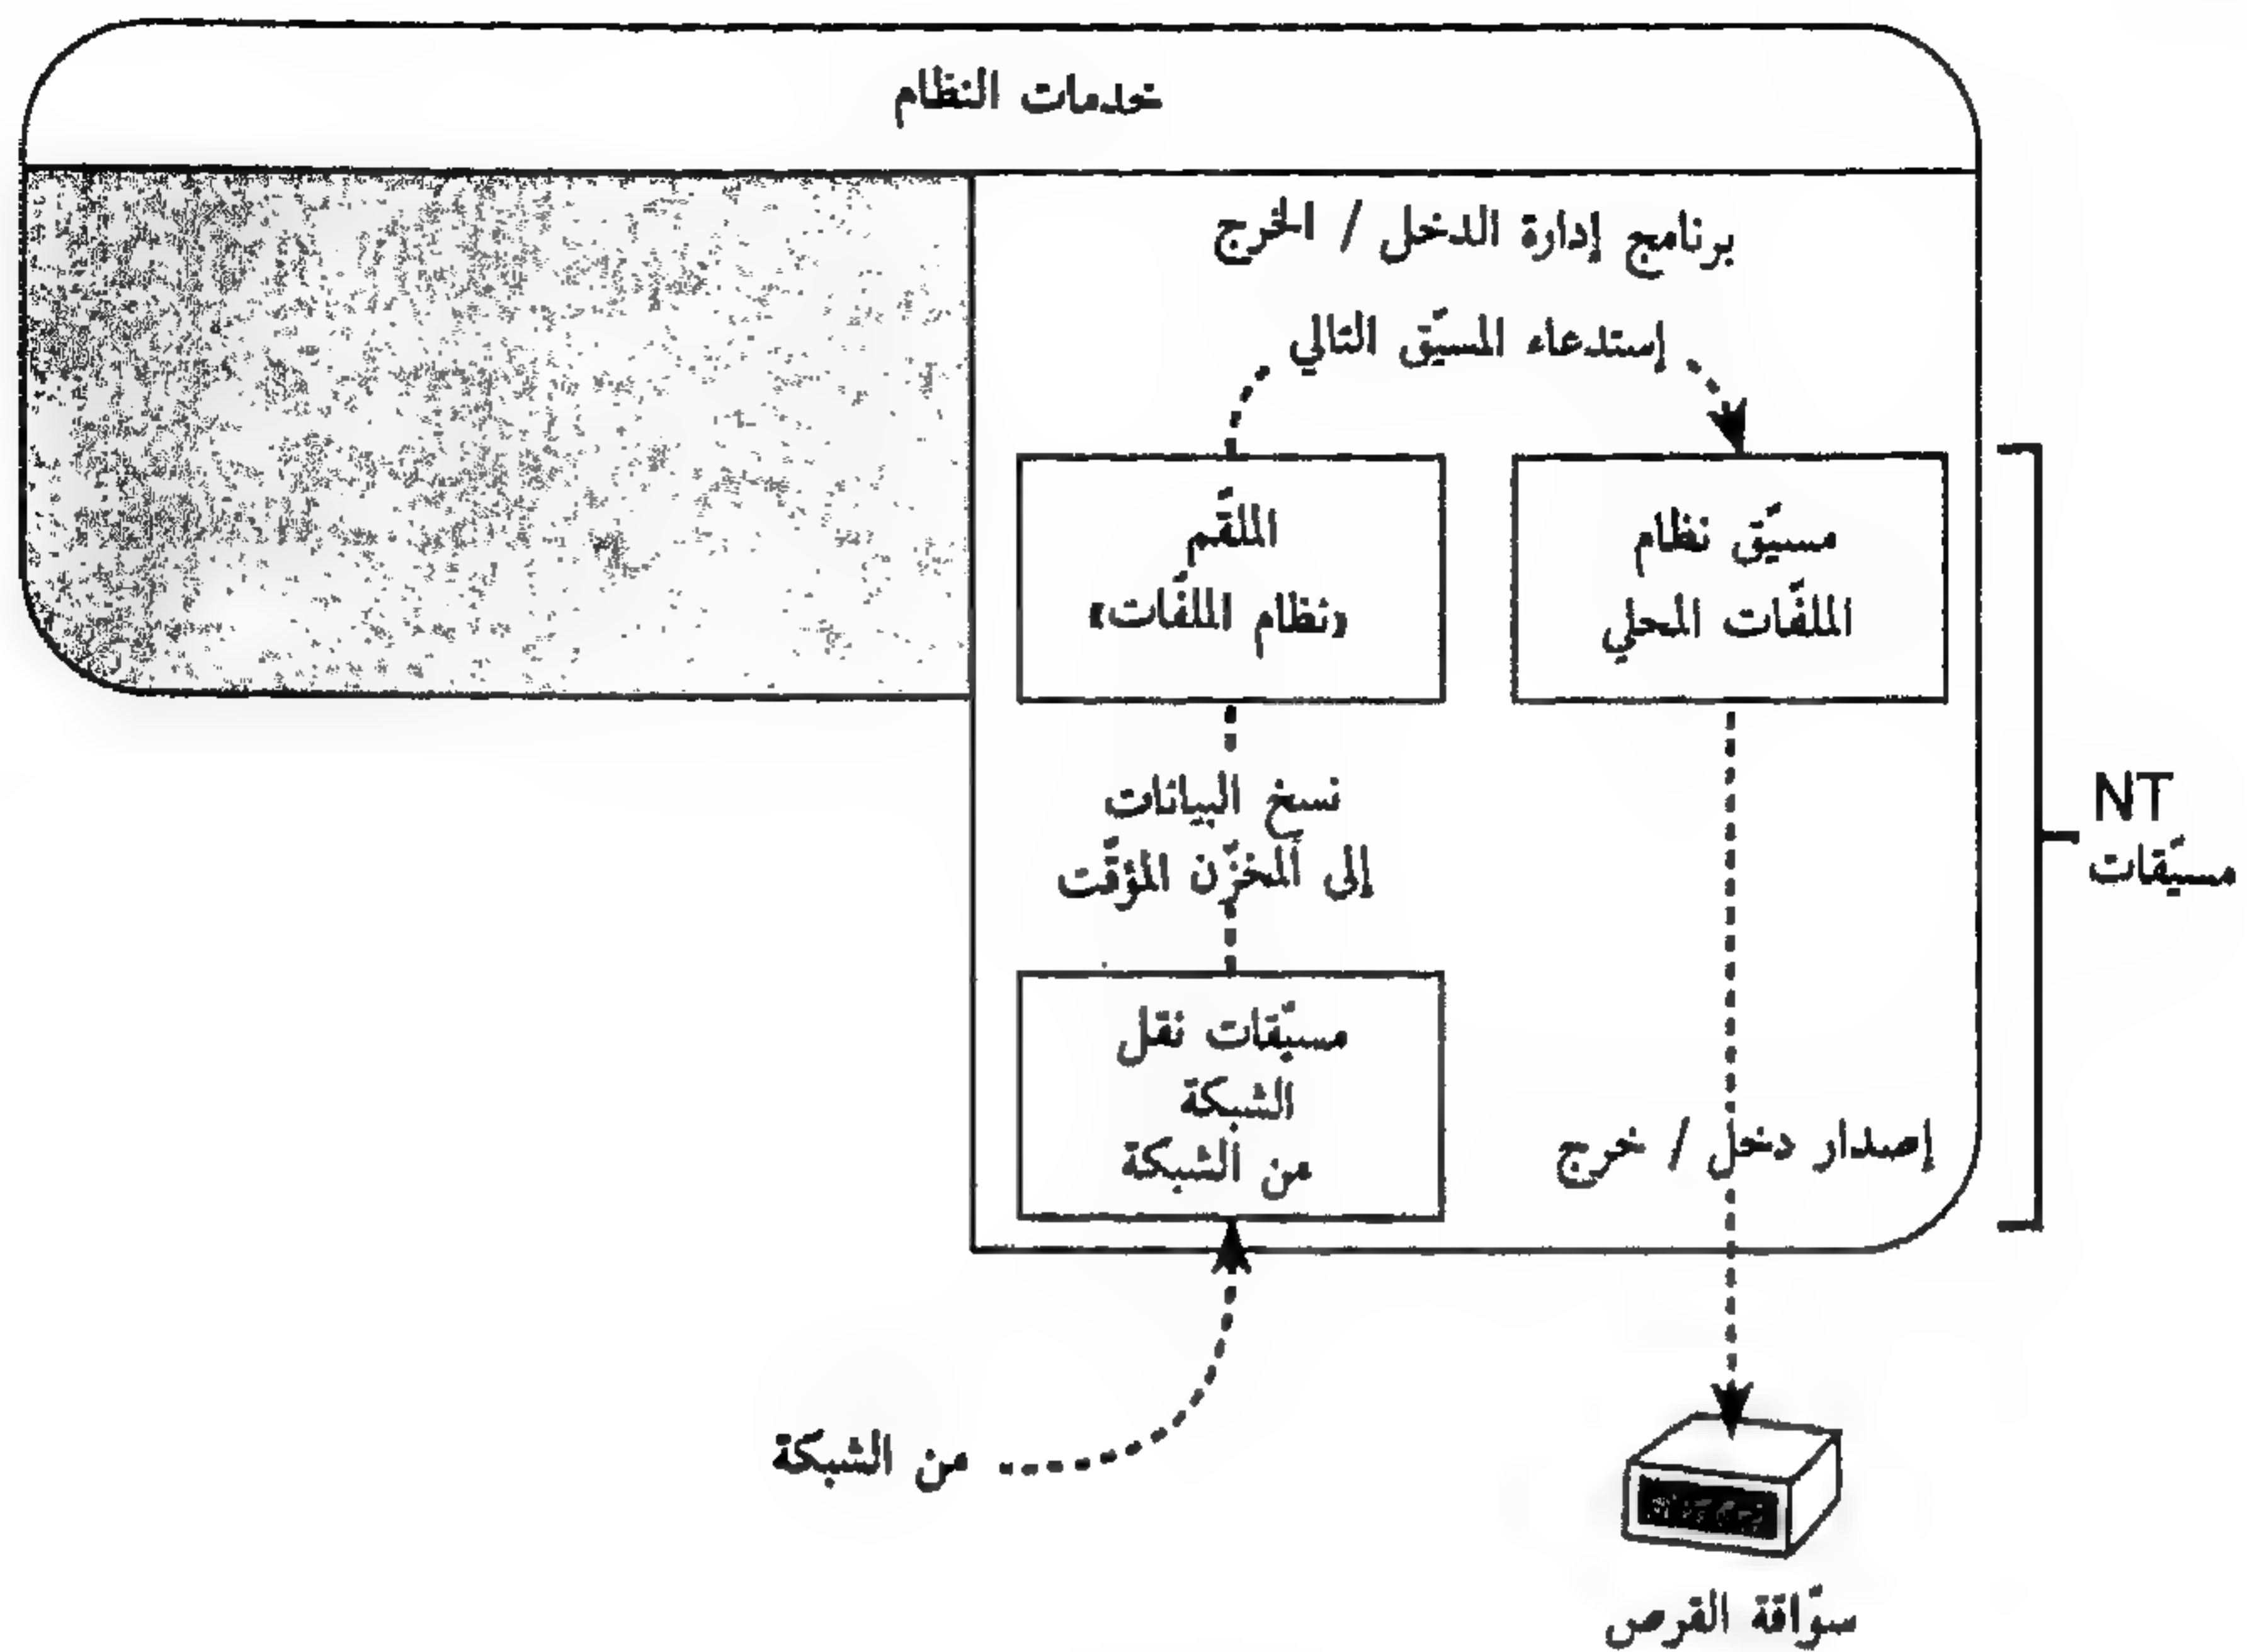 خدمات النظام
برنامج إدارة الدخل / الخرج
إستدعاء المسيّق التالي
مسيّق نظام
الملفّات المحلي
الملقّم
«نظام الملفّات»
نسخ البيانات
إلى المخزّن المؤقّت
NT
مسيّقات
مسيّقات نقل
الشبكة
من الشبكة
إصدار دخل / خرج
من الشبكة
سوّاقة القرص